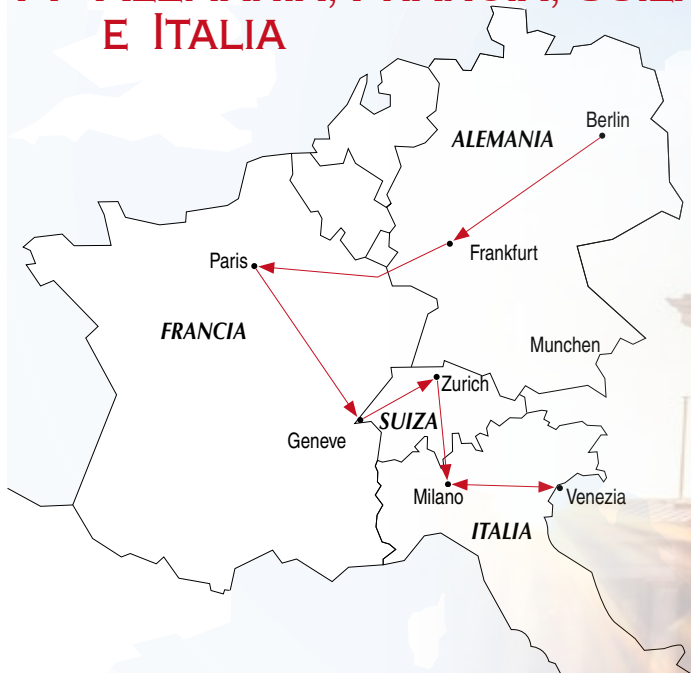 E ITALIA
Berlin
ALEMANIA
Frankfurt
Paris
FRANCIA
Munchen
Zurich
SUIZA
Geneve
Milano
Venezia
ITALIA